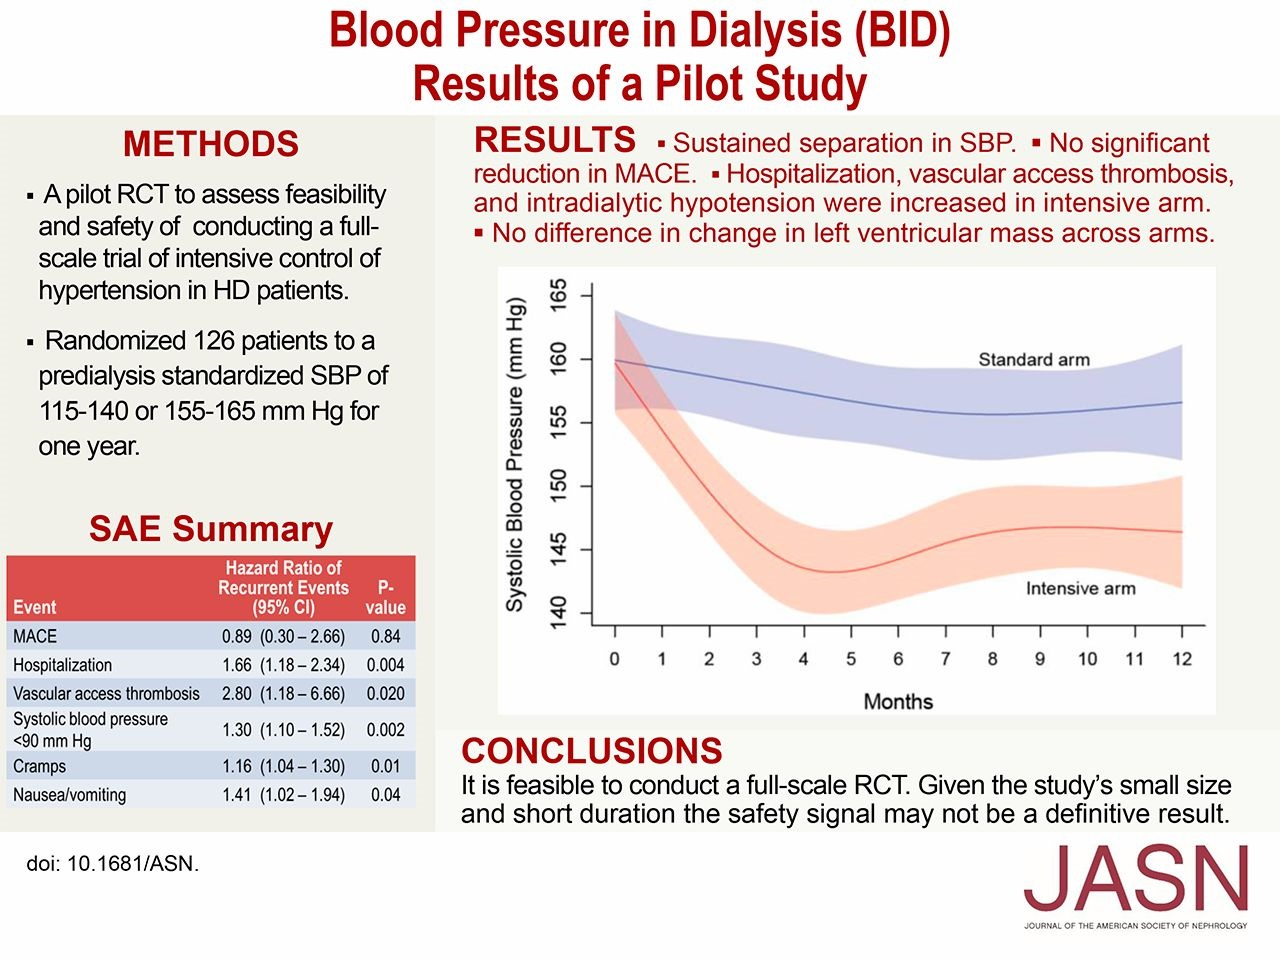 Blood Pressure in Dialysis (BID)
Results of a Pilot Study
METHODS
▪ A pilot RCT to assess feasibility
and safety of conducting a full-
scale trial of intensive control of
hypertension in HD patients.
▪ Randomized 126 patients to a
predialysis standardized SBP of
115-140 or 155-165 mm Hg for
one year.
SAE Summary
Event Hazard Ratio of Recurrent Events (95% CI) P-value
MACE 0.89 (0.30 – 2.66) 0.84
Hospitalization 1.66 (1.18 – 2.34) 0.004
Vascular access thrombosis 2.80 (1.18 – 6.66) 0.020
Systolic blood pressure
<90 mm Hg 1.30 (1.10 – 1.52) 0.002
Cramps 1.16 (1.04 – 1.30) 0.01
Nausea/vomiting 1.41 (1.02 – 1.94) 0.04
RESULTS ▪ Sustained separation in SBP. ▪ No significant
reduction in MACE. ▪ Hospitalization, vascular access thrombosis,
and intradialytic hypotension were increased in intensive arm.
▪ No difference in change in left ventricular mass across arms.
Systolic Blood Pressure (mm Hg)
165
160
155
150
145
140
Standard arm
Intensive arm
0 1 2 3 4 5 6 7 8 9 10 11 12
Months
CONCLUSIONS
It is feasible to conduct a full-scale RCT. Given the study's small size
and short duration the safety signal may not be a definitive result.
doi: 10.1681/ASN.
JASN
JOURNAL OF THE AMERICAN SOCIETY OF NEPHROLOGY